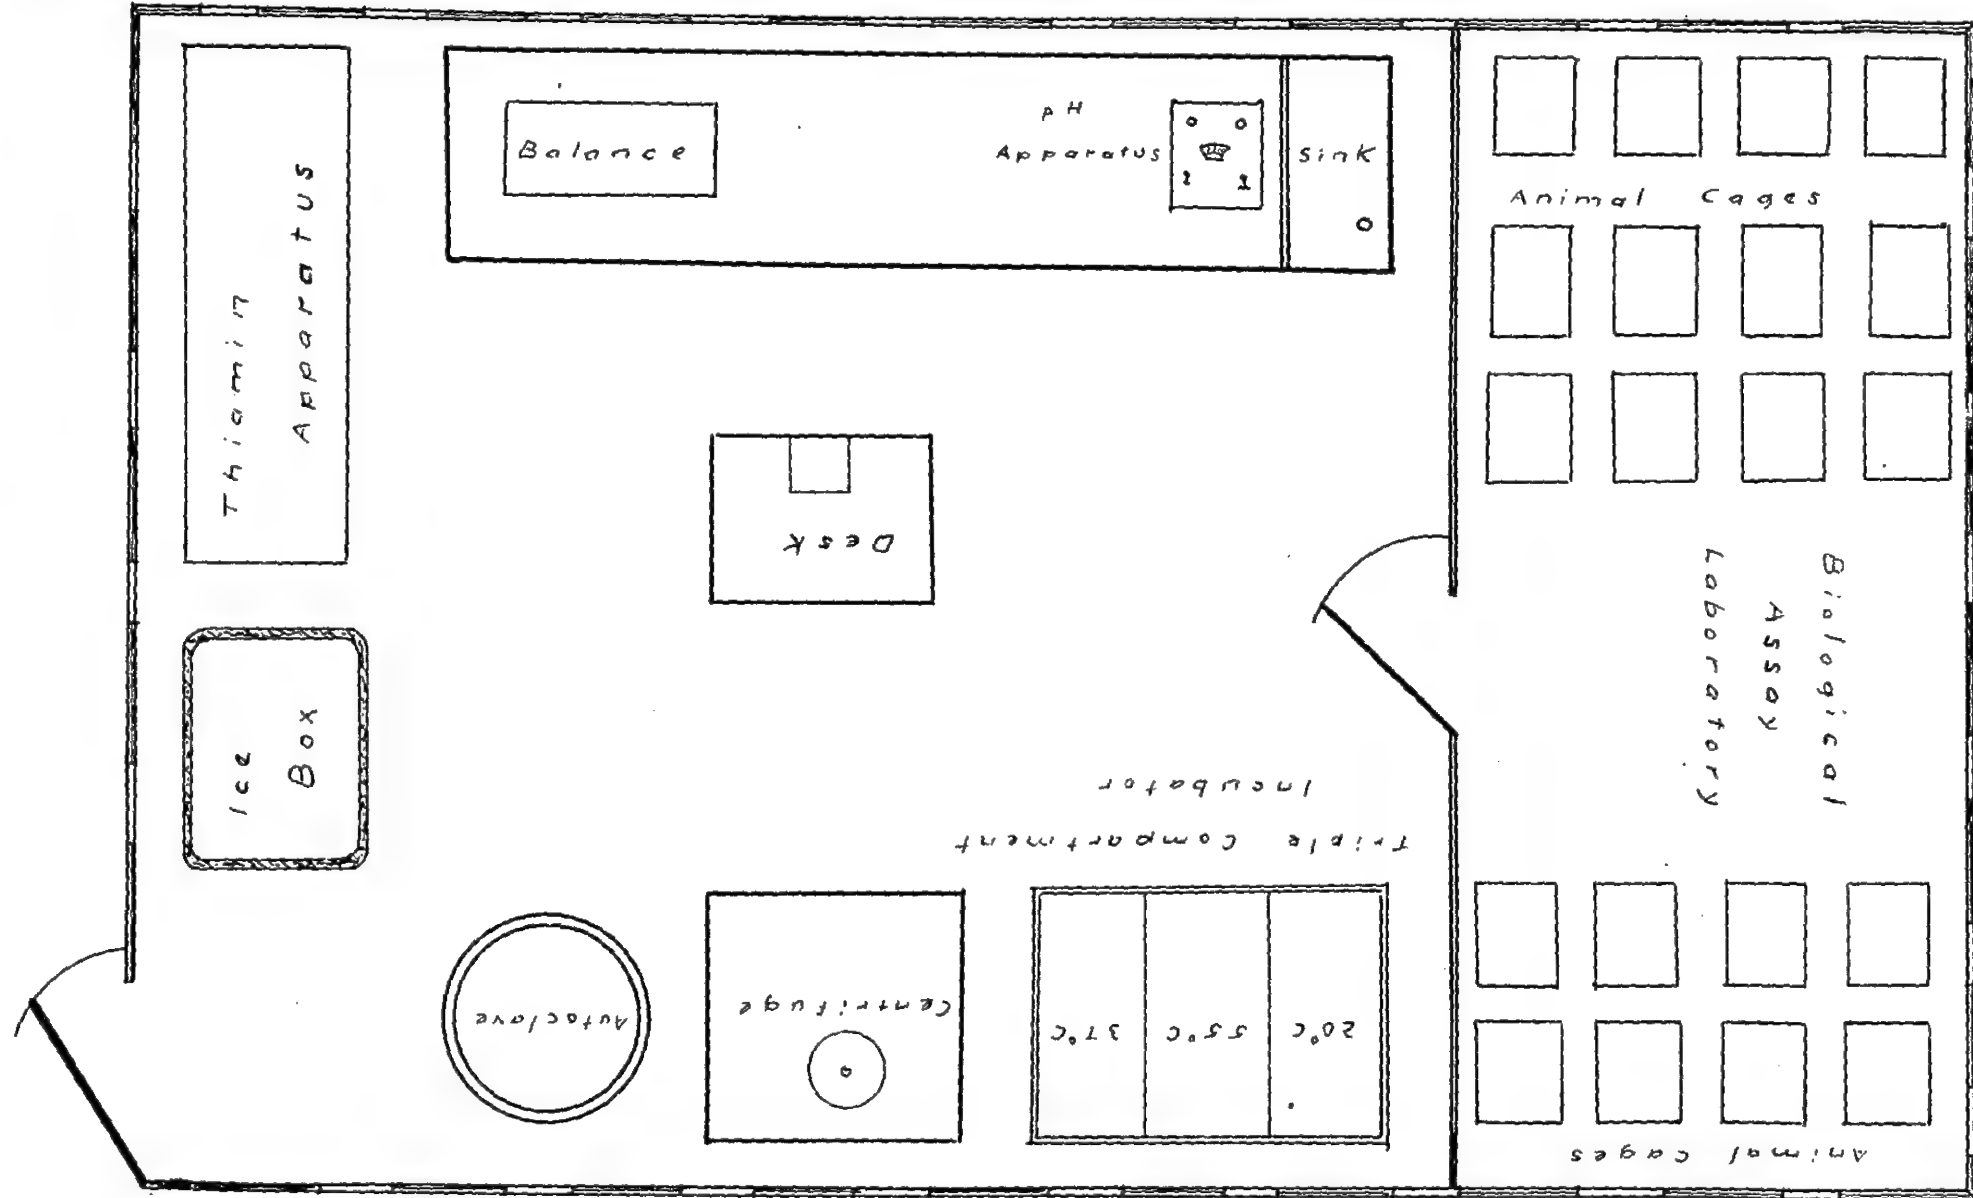 Balance
pH
Apparatus
Sink
Animal Cages
Thiamin
Apparatus
Desk
Biological
Assay
Laboratory
Ice
Box
Triple Compartment
Incubator
Autoclave
Centrifuge
20°C
55°C
37°C
Animal Cages